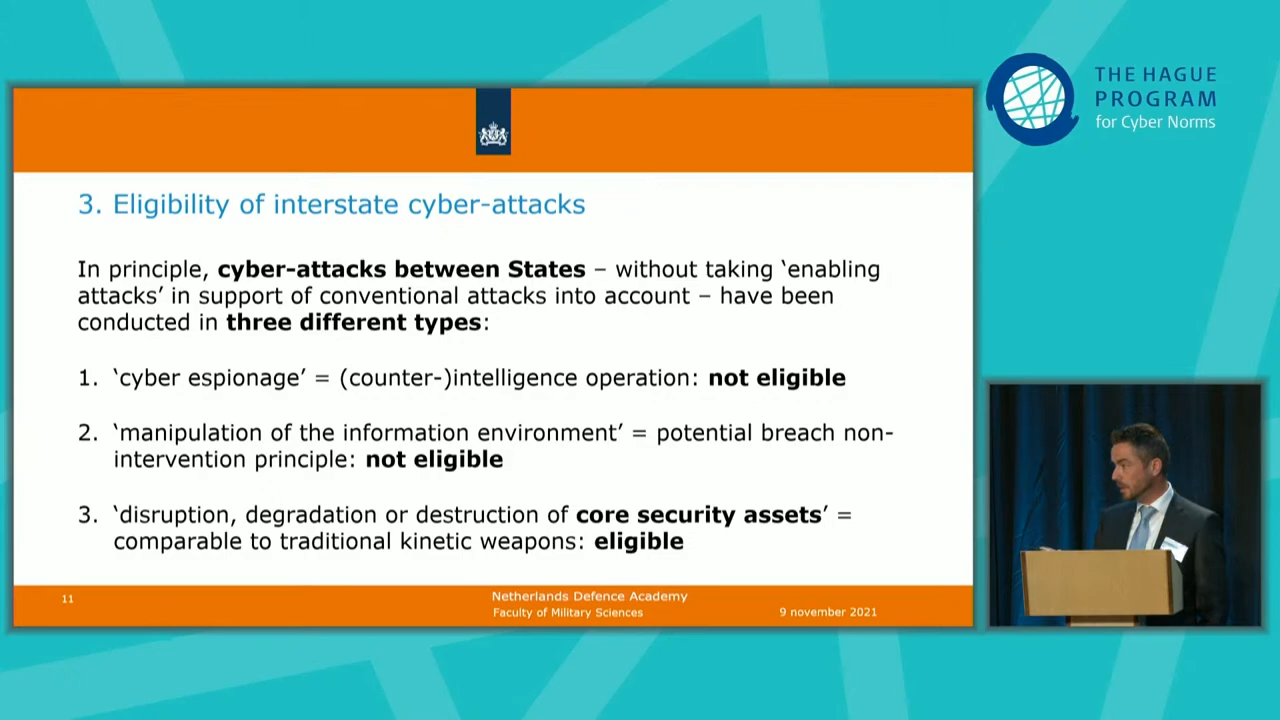 THE HAGUE
PROGRAM
for Cyber Norms
3. Eligibility of interstate cyber-attacks
In principle, cyber-attacks between States – without taking ‘enabling
attacks’ in support of conventional attacks into account – have been
conducted in three different types:
1. ‘cyber espionage’ = (counter-)intelligence operation: not eligible
2. ‘manipulation of the information environment’ = potential breach non-
intervention principle: not eligible
3. ‘disruption, degradation or destruction of core security assets’ =
comparable to traditional kinetic weapons: eligible
11
Netherlands Defence Academy
Faculty of Military Sciences
9 november 2021